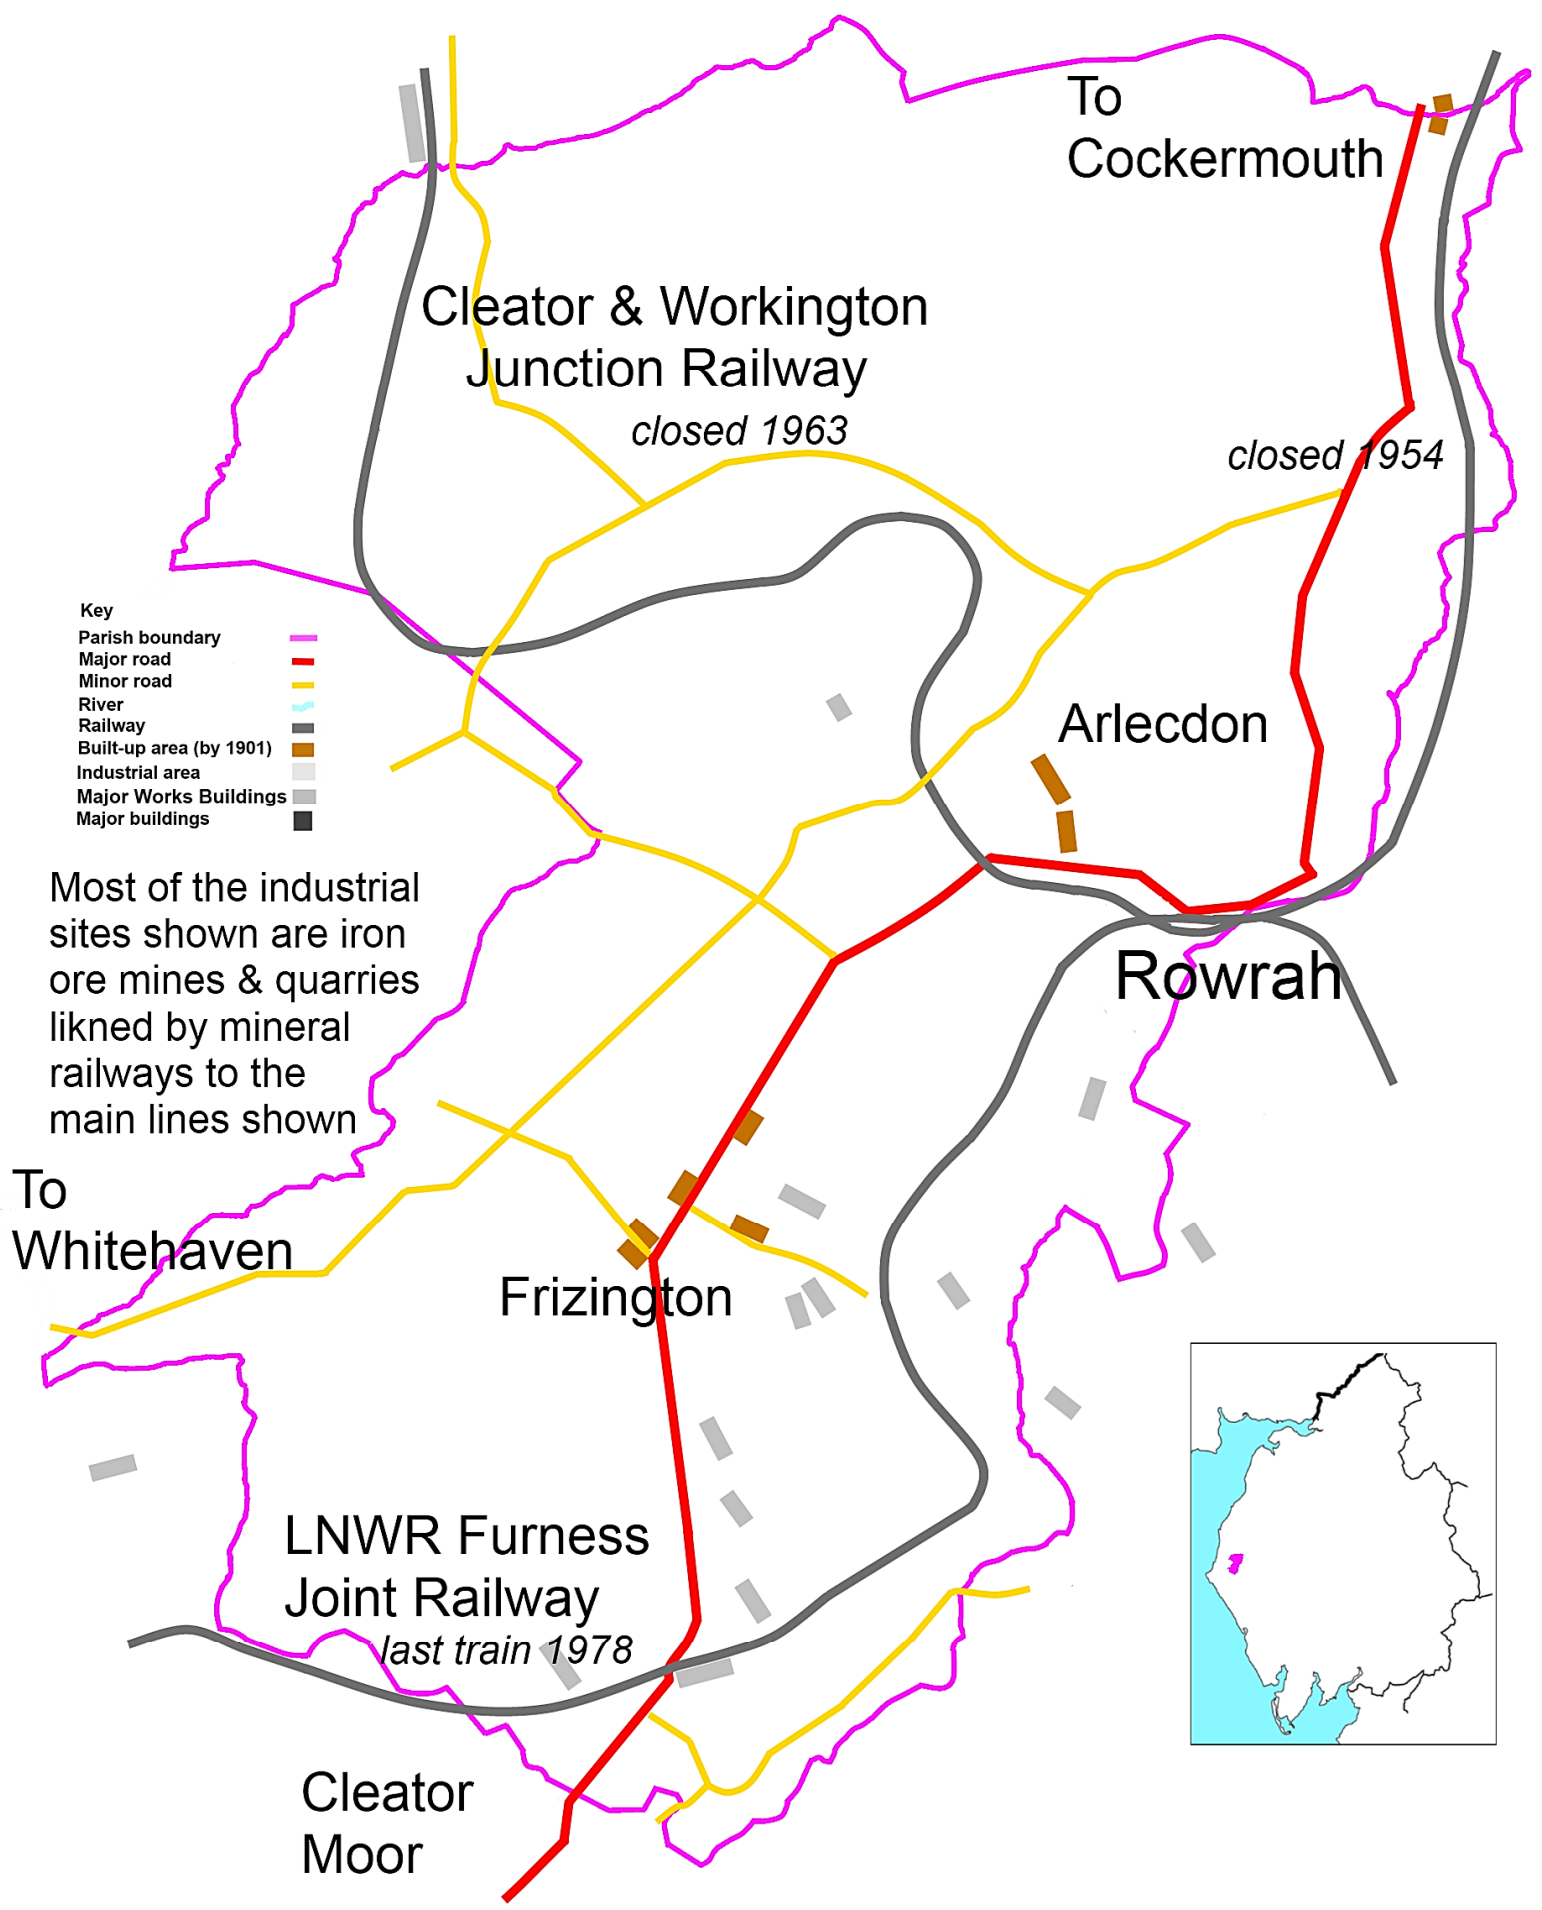 To
Cockermouth
Cleator & Workington
Junction Railway
closed 1963
closed 1954
Key
Parish boundary
Major road
Minor road
River
Railway
Built-up area (by 1901)
Industrial area
Major Works Buildings
Major buildings
Arlecdon
Most of the industrial
sites shown are iron
ore mines & quarries
likned by mineral
railways to the
main lines shown
Rowrah
To
Whitehaven
Frizington
LNWR Furness
Joint Railway
last train 1978
Cleator
Moor